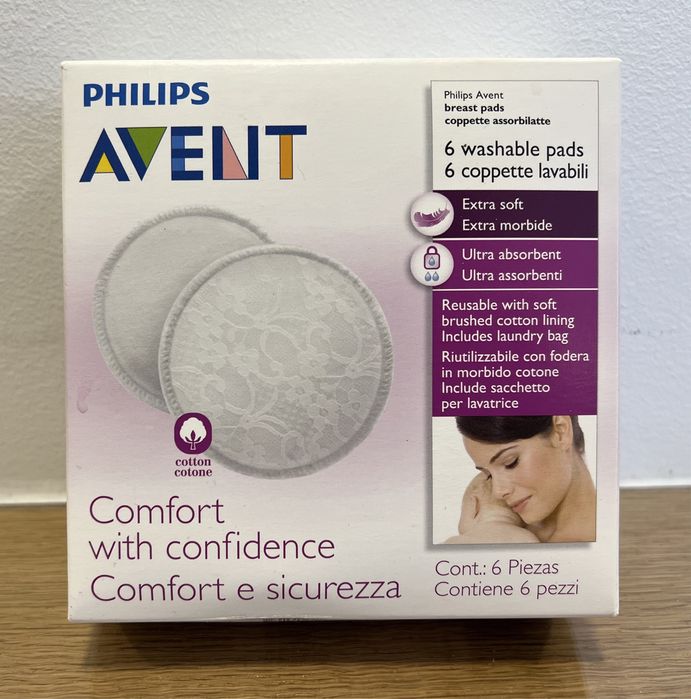 PHILIPS
AVENT
Philips Avent
breast pads
coppette assorbilatte
6 washable pads
6 coppette lavabili
Extra soft
Extra morbide
Ultra absorbent
Ultra assorbenti
Reusable with soft
brushed cotton lining
Includes laundry bag
Riutilizzabile con fodera
in morbido cotone
Include sacchetto
per lavatrice
cotton
cotone
Comfort
with confidence
Comfort e sicurezza
Cont.: 6 Piezas
Contiene 6 pezzi